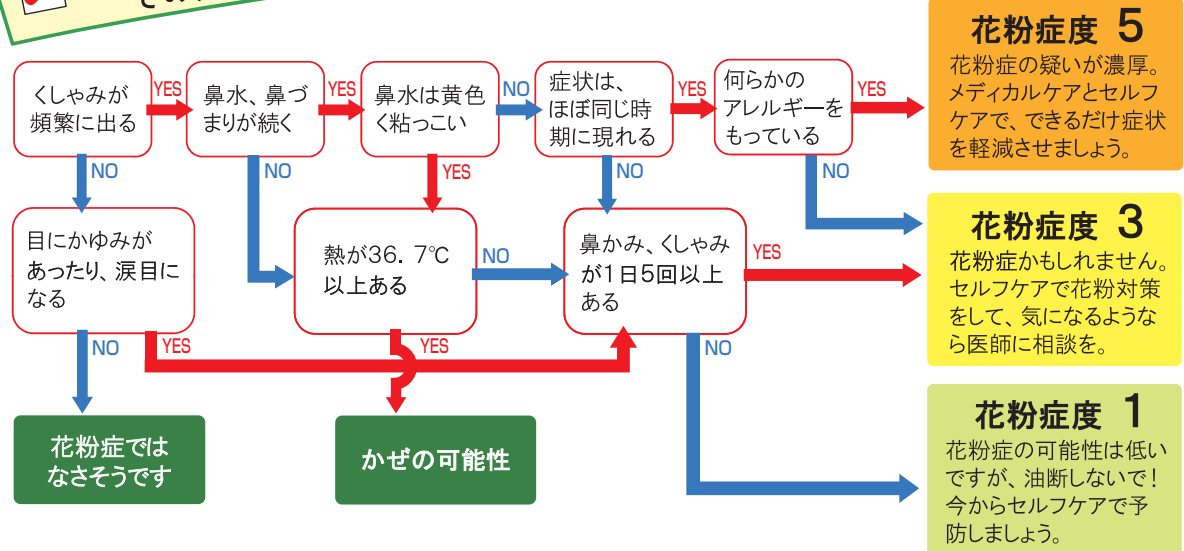 くしゃみが
頻繁に出る
YES
鼻水、鼻づ
まりが続く
YES
鼻水は黄色
く粘っこい
NO
症状は、
ほぼ同じ時
期に現れる
YES
何らかの
アレルギーを
もっている
YES
花粉症度 5
花粉症の疑いが濃厚。
メディカルケアとセルフ
ケアで、できるだけ症状
を軽減させましょう。
NO
NO
YES
NO
NO
目にかゆみが
あったり、涙目に
なる
熱が36．7℃
以上ある
NO
鼻かみ、くしゃみ
が1日5回以上
ある
YES
花粉症度 3
花粉症かもしれません。
セルフケアで花粉対策
をして、気になるような
ら医師に相談を。
NO
YES
YES
NO
花粉症では
なさそうです
かぜの可能性
花粉症度 1
花粉症の可能性は低い
ですが、油断しないで！
今からセルフケアで予
防しましょう。